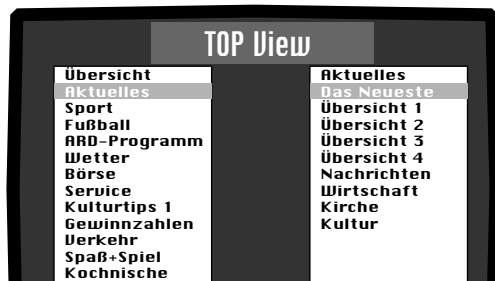 TOP View
Übersicht
Aktuelles
Sport
Fußball
ARD-Programm
Wetter
Börse
Service
Kulturtips 1
Gewinnzahlen
Verkehr
Spaß+Spiel
Kochnische
Aktuelles
Das Neueste
Übersicht 1
Übersicht 2
Übersicht 3
Übersicht 4
Nachrichten
Wirtschaft
Kirche
Kultur